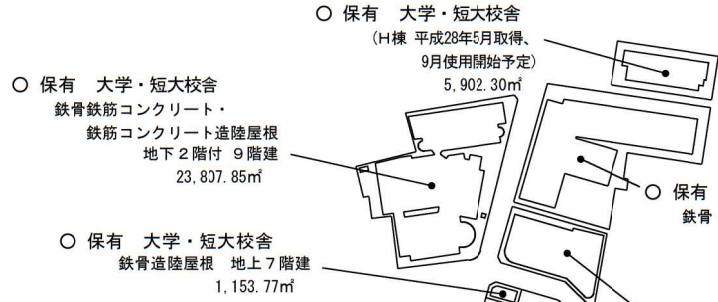 ○ 保有　大学・短大校舎
（H棟 平成28年5月取得、
9月使用開始予定）
5,902.30㎡
○ 保有　大学・短大校舎
鉄骨鉄筋コンクリート・
鉄筋コンクリート造陸屋根
地下２階付 ９階建
23,807.85㎡
○ 保有
鉄骨
○ 保有　大学・短大校舎
鉄骨造陸屋根　地上７階建
1,153.77㎡